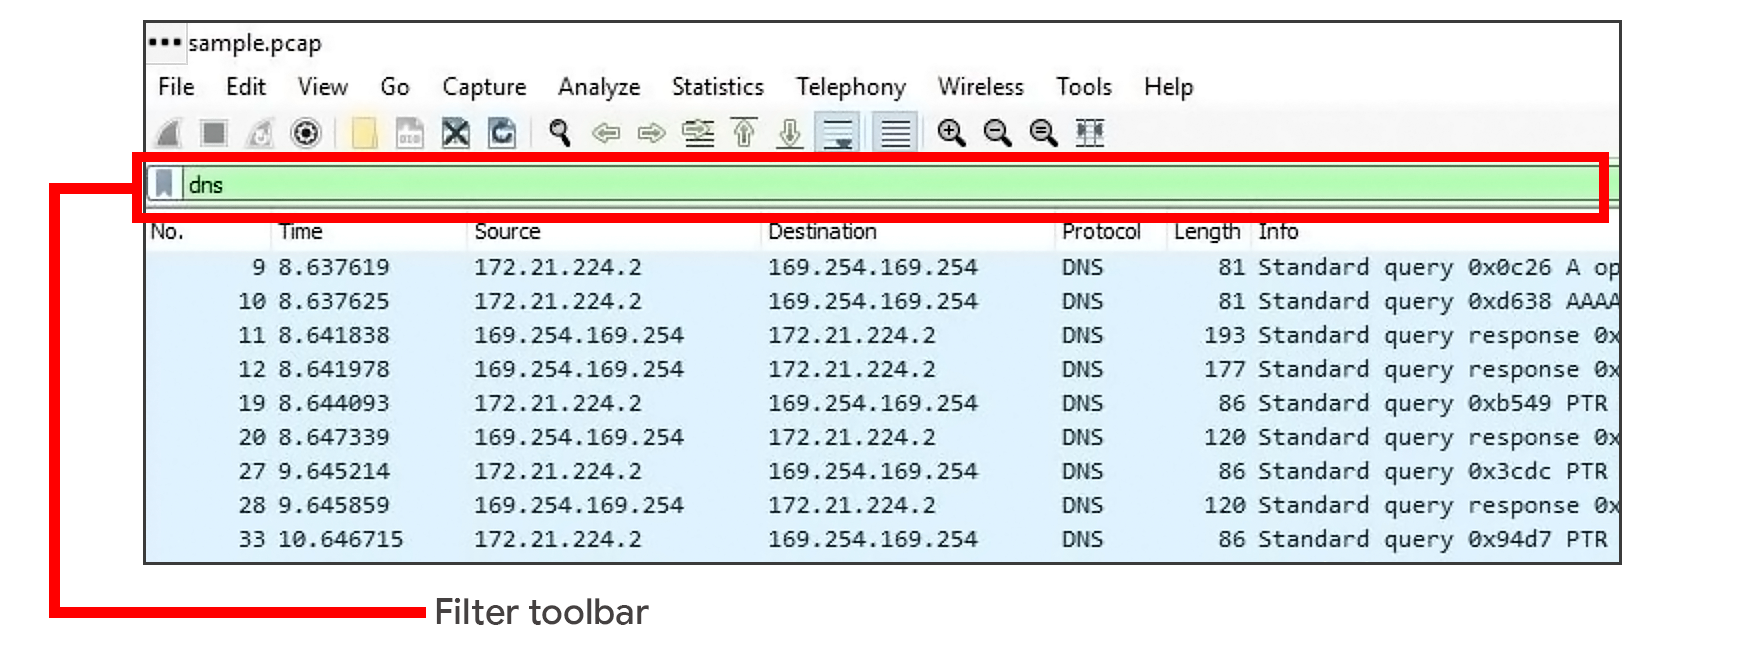 sample.pcap
File Edit View Go Capture Analyze Statistics Telephony Wireless Tools Help
dns
No. Time Source Destination Protocol Length Info
9 8.637619 172.21.224.2 169.254.169.254 DNS 81 Standard query 0x0c26 A op
10 8.637625 172.21.224.2 169.254.169.254 DNS 81 Standard query 0xd638 AAAA
11 8.641838 169.254.169.254 172.21.224.2 DNS 193 Standard query response 0x
12 8.641978 169.254.169.254 172.21.224.2 DNS 177 Standard query response 0x
19 8.644093 172.21.224.2 169.254.169.254 DNS 86 Standard query 0xb549 PTR
20 8.647339 169.254.169.254 172.21.224.2 DNS 120 Standard query response 0x
27 9.645214 172.21.224.2 169.254.169.254 DNS 86 Standard query 0x3cdc PTR
28 9.645859 169.254.169.254 172.21.224.2 DNS 120 Standard query response 0x
33 10.646715 172.21.224.2 169.254.169.254 DNS 86 Standard query 0x94d7 PTR
Filter toolbar